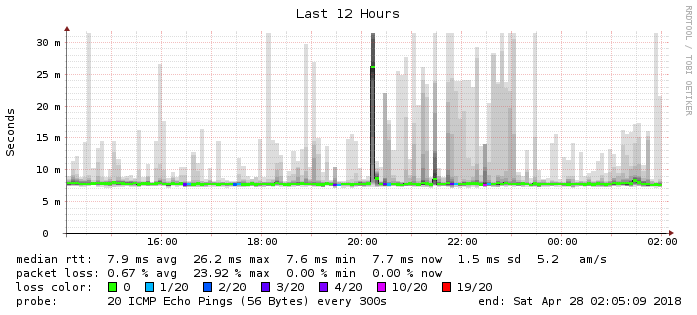 Last 12 Hours
RRDTOOL / TOBI OETIKER
Seconds
30 m
25 m
20 m
15 m
10 m
5 m
0
16:00 18:00 20:00 22:00 00:00 02:00
median rtt: 7.9 ms avg 26.2 ms max 7.6 ms min 7.7 ms now 1.5 ms sd 5.2 am/s
packet loss: 0.67 % avg 23.92 % max 0.00 % min 0.00 % now
loss color: 0 1/20 2/20 3/20 4/20 10/20 19/20
probe: 20 ICMP Echo Pings (56 Bytes) every 300s end: Sat Apr 28 02:05:09 2018